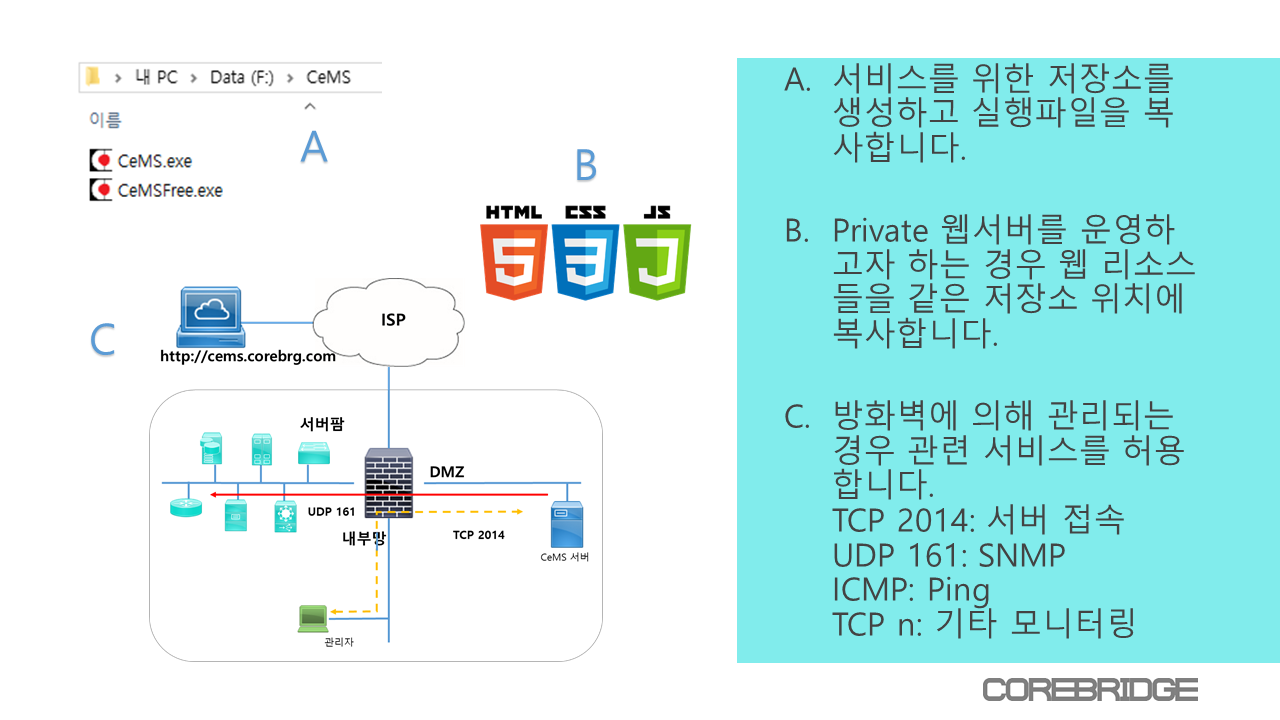 내 PC > Data (F:) > CeMS
이름
A
CeMS.exe
CeMSFree.exe
B
HTML CSS JS
5 3
C
ISP
http://cems.corebrg.com
서버팜
DMZ
UDP 161
내부망
TCP 2014
CeMS 서버
관리자
A. 서비스를 위한 저장소를
생성하고 실행파일을 복
사합니다.
B. Private 웹서버를 운영하
고자 하는 경우 웹 리소스
들을 같은 저장소 위치에
복사합니다.
C. 방화벽에 의해 관리되는
경우 관련 서비스를 허용
합니다.
TCP 2014: 서버 접속
UDP 161: SNMP
ICMP: Ping
TCP n: 기타 모니터링
COREBRIDGE